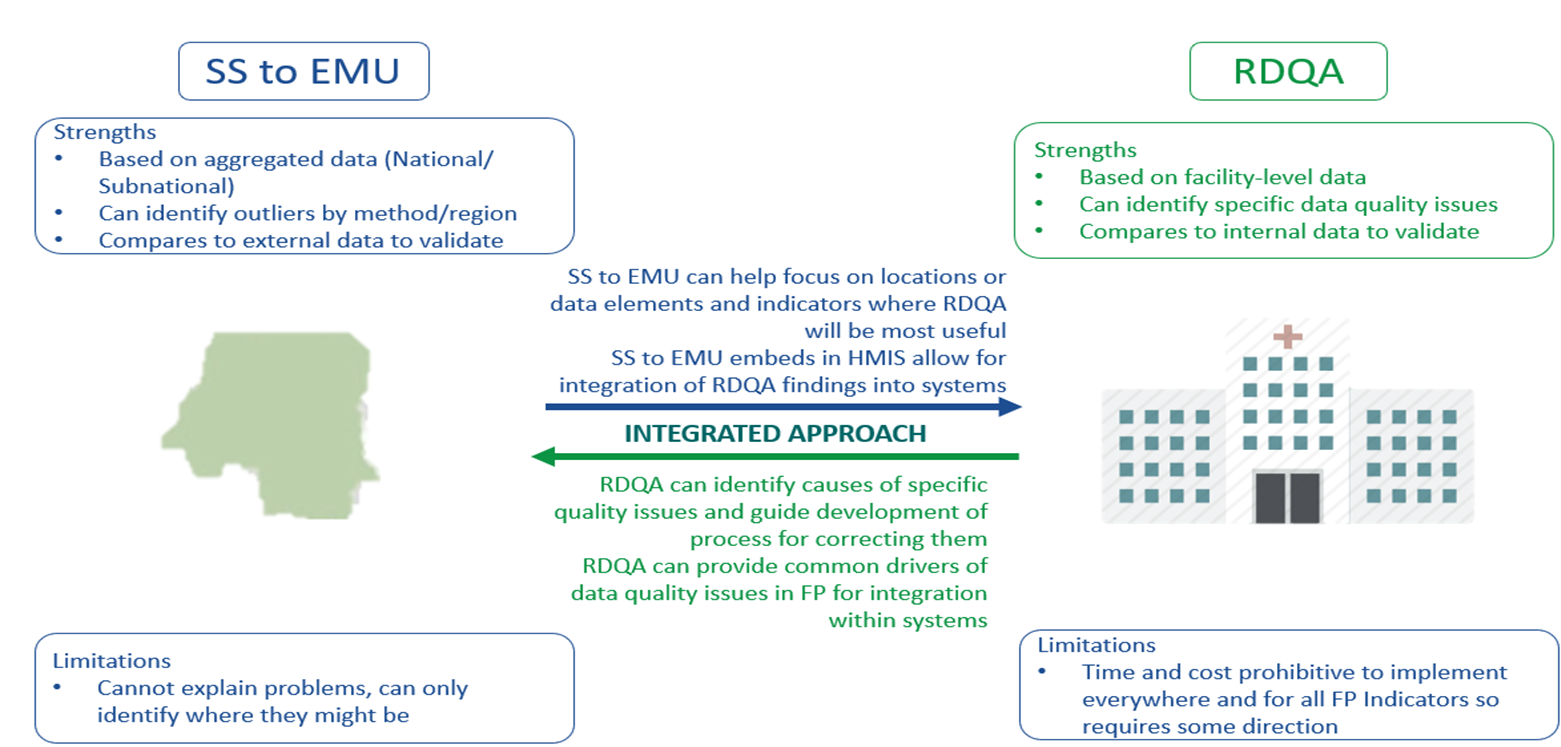 SS to EMU
Strengths
• Based on aggregated data (National/
Subnational)
• Can identify outliers by method/region
• Compares to external data to validate
RDQA
Strengths
• Based on facility-level data
• Can identify specific data quality issues
• Compares to internal data to validate
SS to EMU can help focus on locations or
data elements and indicators where RDQA
will be most useful
SS to EMU embeds in HMIS allow for
integration of RDQA findings into systems
INTEGRATED APPROACH
RDQA can identify causes of specific
quality issues and guide development of
process for correcting them
RDQA can provide common drivers of
data quality issues in FP for integration
within systems
Limitations
• Cannot explain problems, can only
identify where they might be
Limitations
• Time and cost prohibitive to implement
everywhere and for all FP Indicators so
requires some direction